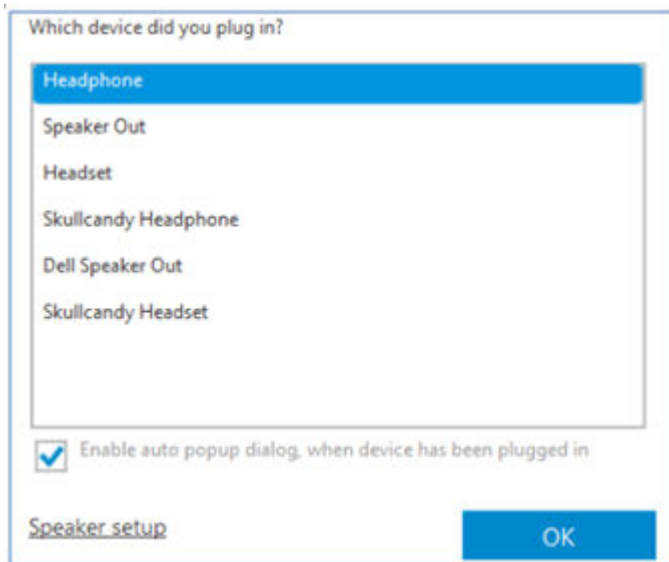 Which device did you plug in?
Headphone
Speaker Out
Headset
Skullcandy Headphone
Dell Speaker Out
Skullcandy Headset
Enable auto popup dialog, when device has been plugged in
Speaker setup
OK